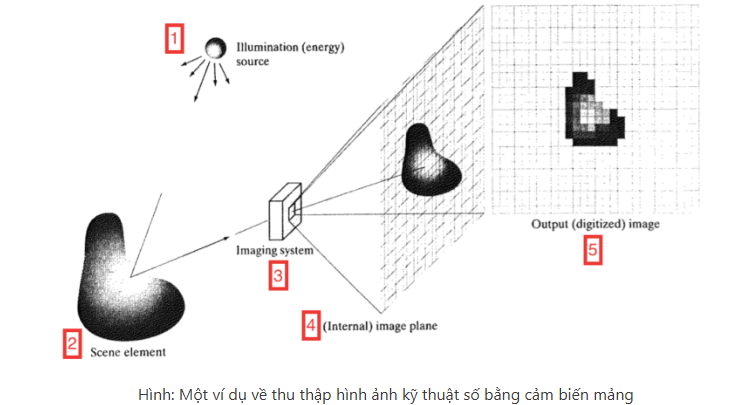 1
Illumination (energy)
source
Output (digitized) image
5
Imaging system
3
4
(Internal) image plane
2
Scene element
Hình: Một ví dụ về thu thập hình ảnh kỹ thuật số bằng cảm biến mảng